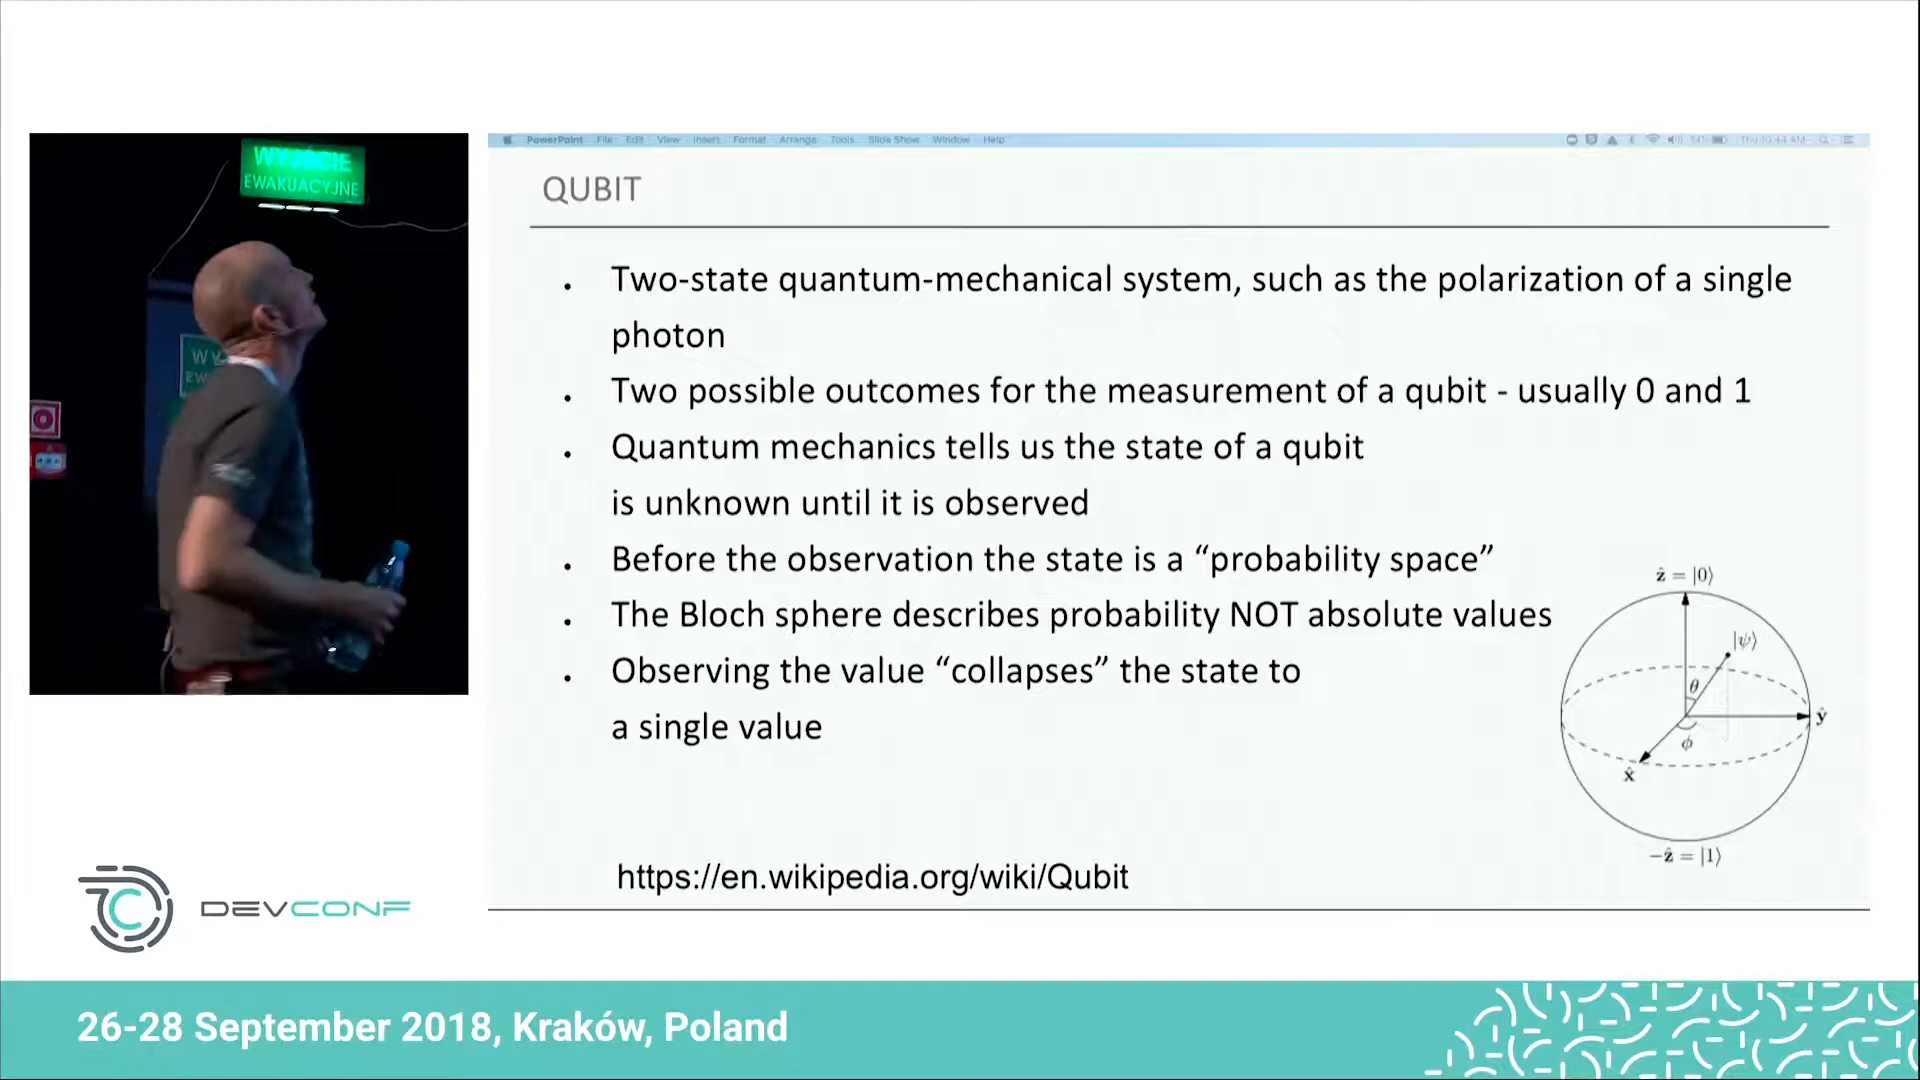 WYJŚCIE
EWAKUACYJNE
PowerPoint File Edit View Insert Format Arrange Tools Slide Show Window Help
QUBIT
Two-state quantum-mechanical system, such as the polarization of a single
photon
Two possible outcomes for the measurement of a qubit - usually 0 and 1
Quantum mechanics tells us the state of a qubit
is unknown until it is observed
Before the observation the state is a “probability space”
The Bloch sphere describes probability NOT absolute values
Observing the value “collapses” the state to
a single value
ẑ = |0⟩
|ψ⟩
θ
ŷ
ϕ
x̂
−ẑ = |1⟩
https://en.wikipedia.org/wiki/Qubit
DEVCONF
26-28 September 2018, Kraków, Poland